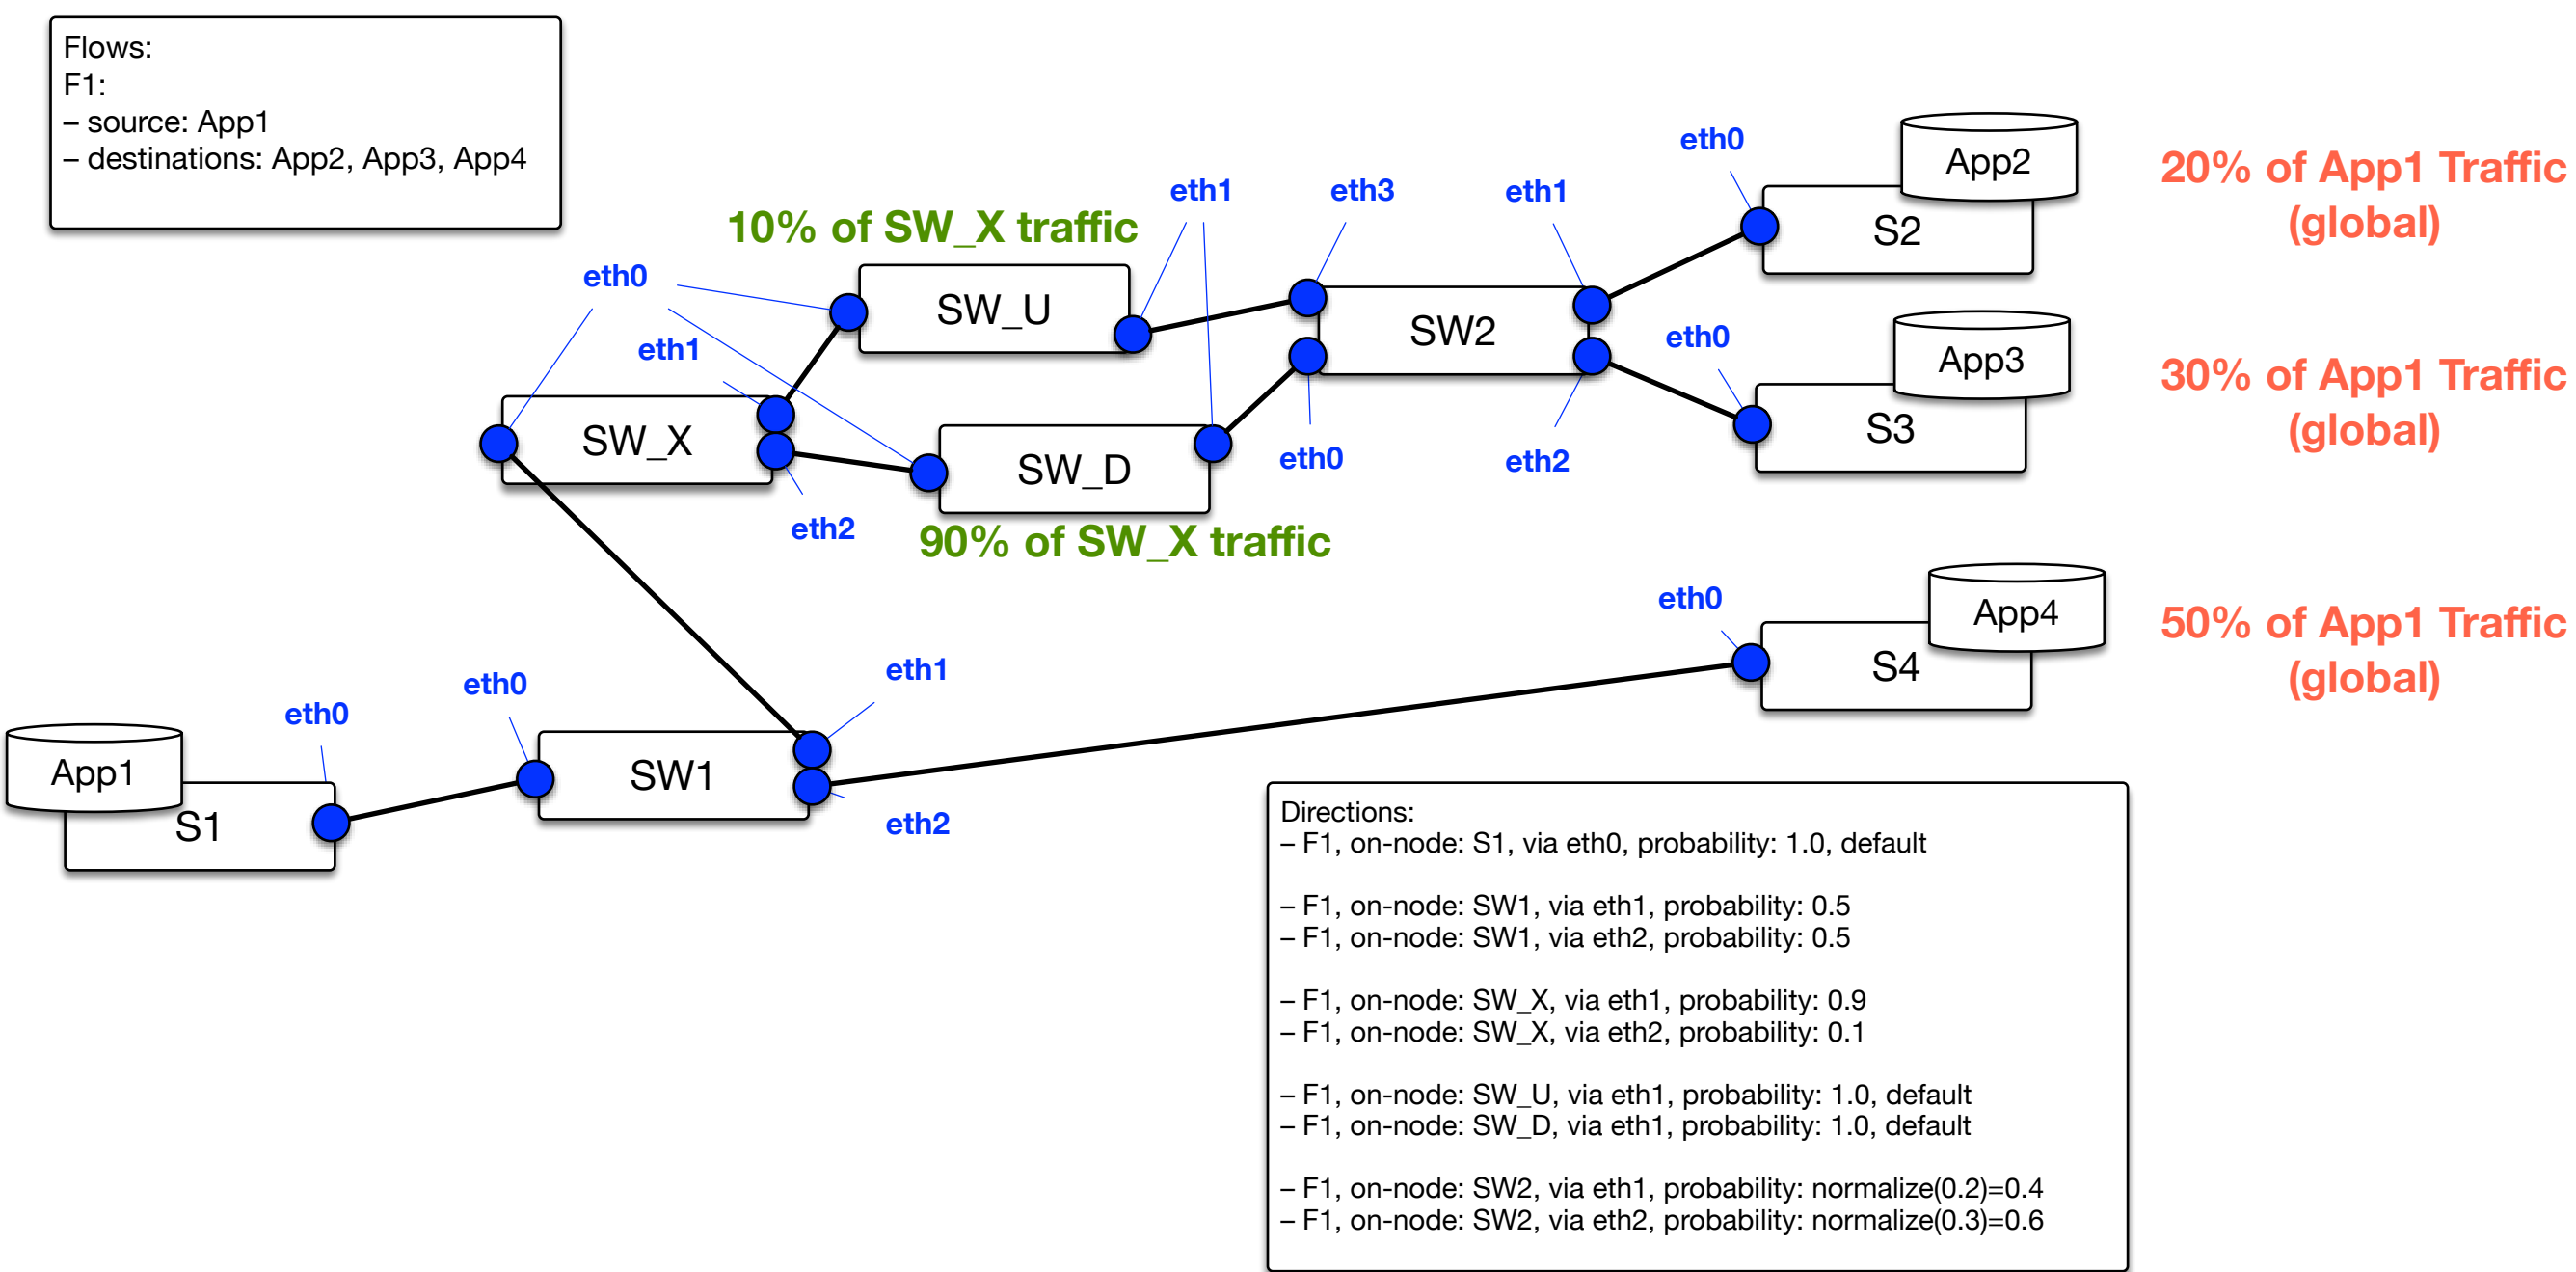 Flows:
F1:
– source: App1
– destinations: App2, App3, App4
eth0
App2
S2
20% of App1 Traffic
(global)
10% of SW_X traffic
eth1
eth3
eth1
eth0
SW_U
SW2
eth0
App3
S3
30% of App1 Traffic
(global)
eth1
SW_X
SW_D
eth0
eth2
eth2
90% of SW_X traffic
eth0
App4
S4
50% of App1 Traffic
(global)
eth1
eth0
eth0
App1
S1
SW1
eth2
Directions:
– F1, on-node: S1, via eth0, probability: 1.0, default
– F1, on-node: SW1, via eth1, probability: 0.5
– F1, on-node: SW1, via eth2, probability: 0.5
– F1, on-node: SW_X, via eth1, probability: 0.9
– F1, on-node: SW_X, via eth2, probability: 0.1
– F1, on-node: SW_U, via eth1, probability: 1.0, default
– F1, on-node: SW_D, via eth1, probability: 1.0, default
– F1, on-node: SW2, via eth1, probability: normalize(0.2)=0.4
– F1, on-node: SW2, via eth2, probability: normalize(0.3)=0.6